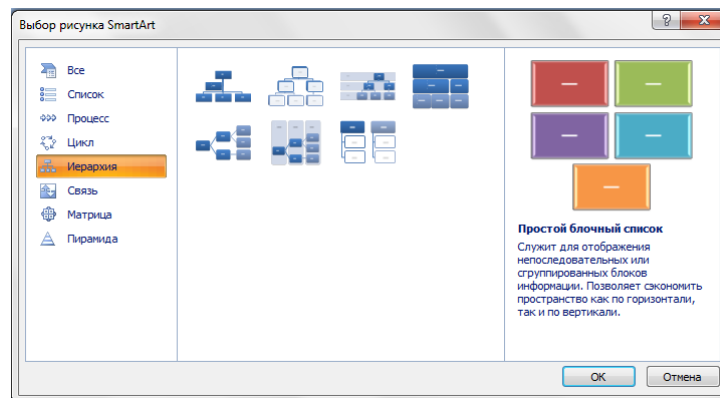 Выбор рисунка SmartArt
Все
Список
Процесс
Цикл
Иерархия
Связь
Матрица
Пирамида
Простой блочный список
Служит для отображения
непоследовательных или
сгруппированных блоков
информации. Позволяет сэкономить
пространство как по горизонтали,
так и по вертикали.
ОК
Отмена